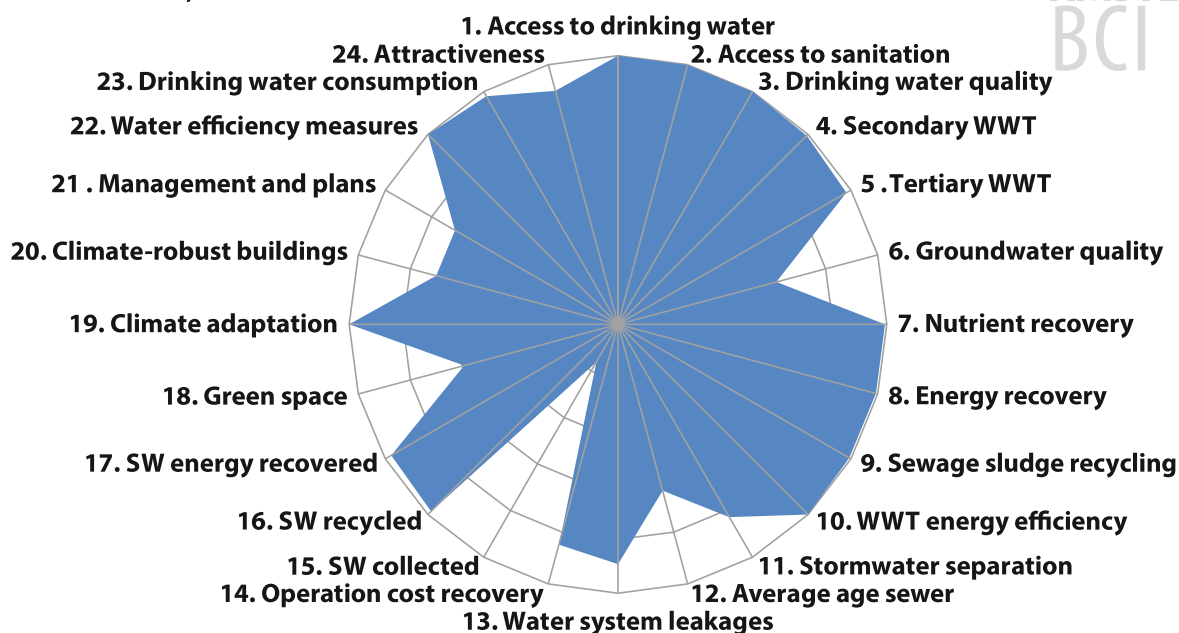 BCI
1. Access to drinking water
2. Access to sanitation
3. Drinking water quality
4. Secondary WWT
5 .Tertiary WWT
6. Groundwater quality
7. Nutrient recovery
8. Energy recovery
9. Sewage sludge recycling
10. WWT energy efficiency
11. Stormwater separation
12. Average age sewer
13. Water system leakages
14. Operation cost recovery
15. SW collected
16. SW recycled
17. SW energy recovered
18. Green space
19. Climate adaptation
20. Climate-robust buildings
21 . Management and plans
22. Water efficiency measures
23. Drinking water consumption
24. Attractiveness